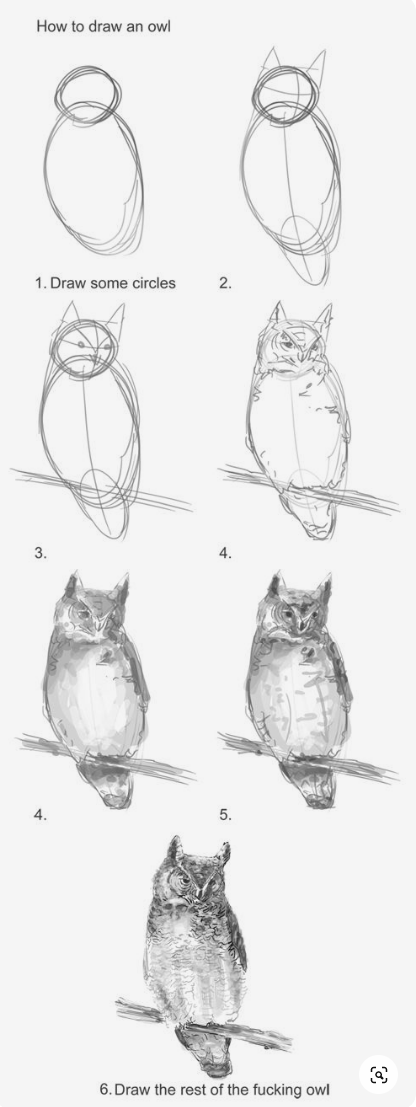 How to draw an owl
1. Draw some circles
2.
3.
4.
4.
5.
6. Draw the rest of the fucking owl